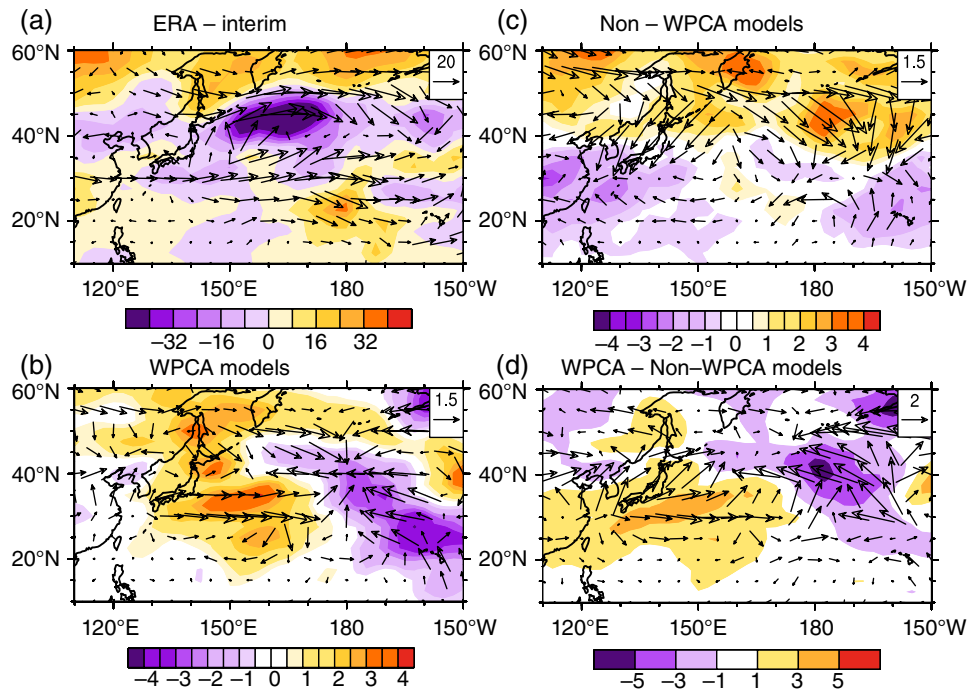 (a) ERA – interim
60°N
40°N
20°N
20
120°E 150°E 180 150°W
−32 −16 0 16 32
(c) Non – WPCA models
60°N
40°N
20°N
1.5
120°E 150°E 180 150°W
−4 −3 −2 −1 0 1 2 3 4
(b) WPCA models
60°N
40°N
20°N
1.5
120°E 150°E 180 150°W
−4 −3 −2 −1 0 1 2 3 4
(d) WPCA – Non–WPCA models
60°N
40°N
20°N
2
120°E 150°E 180 150°W
−5 −3 −1 1 3 5